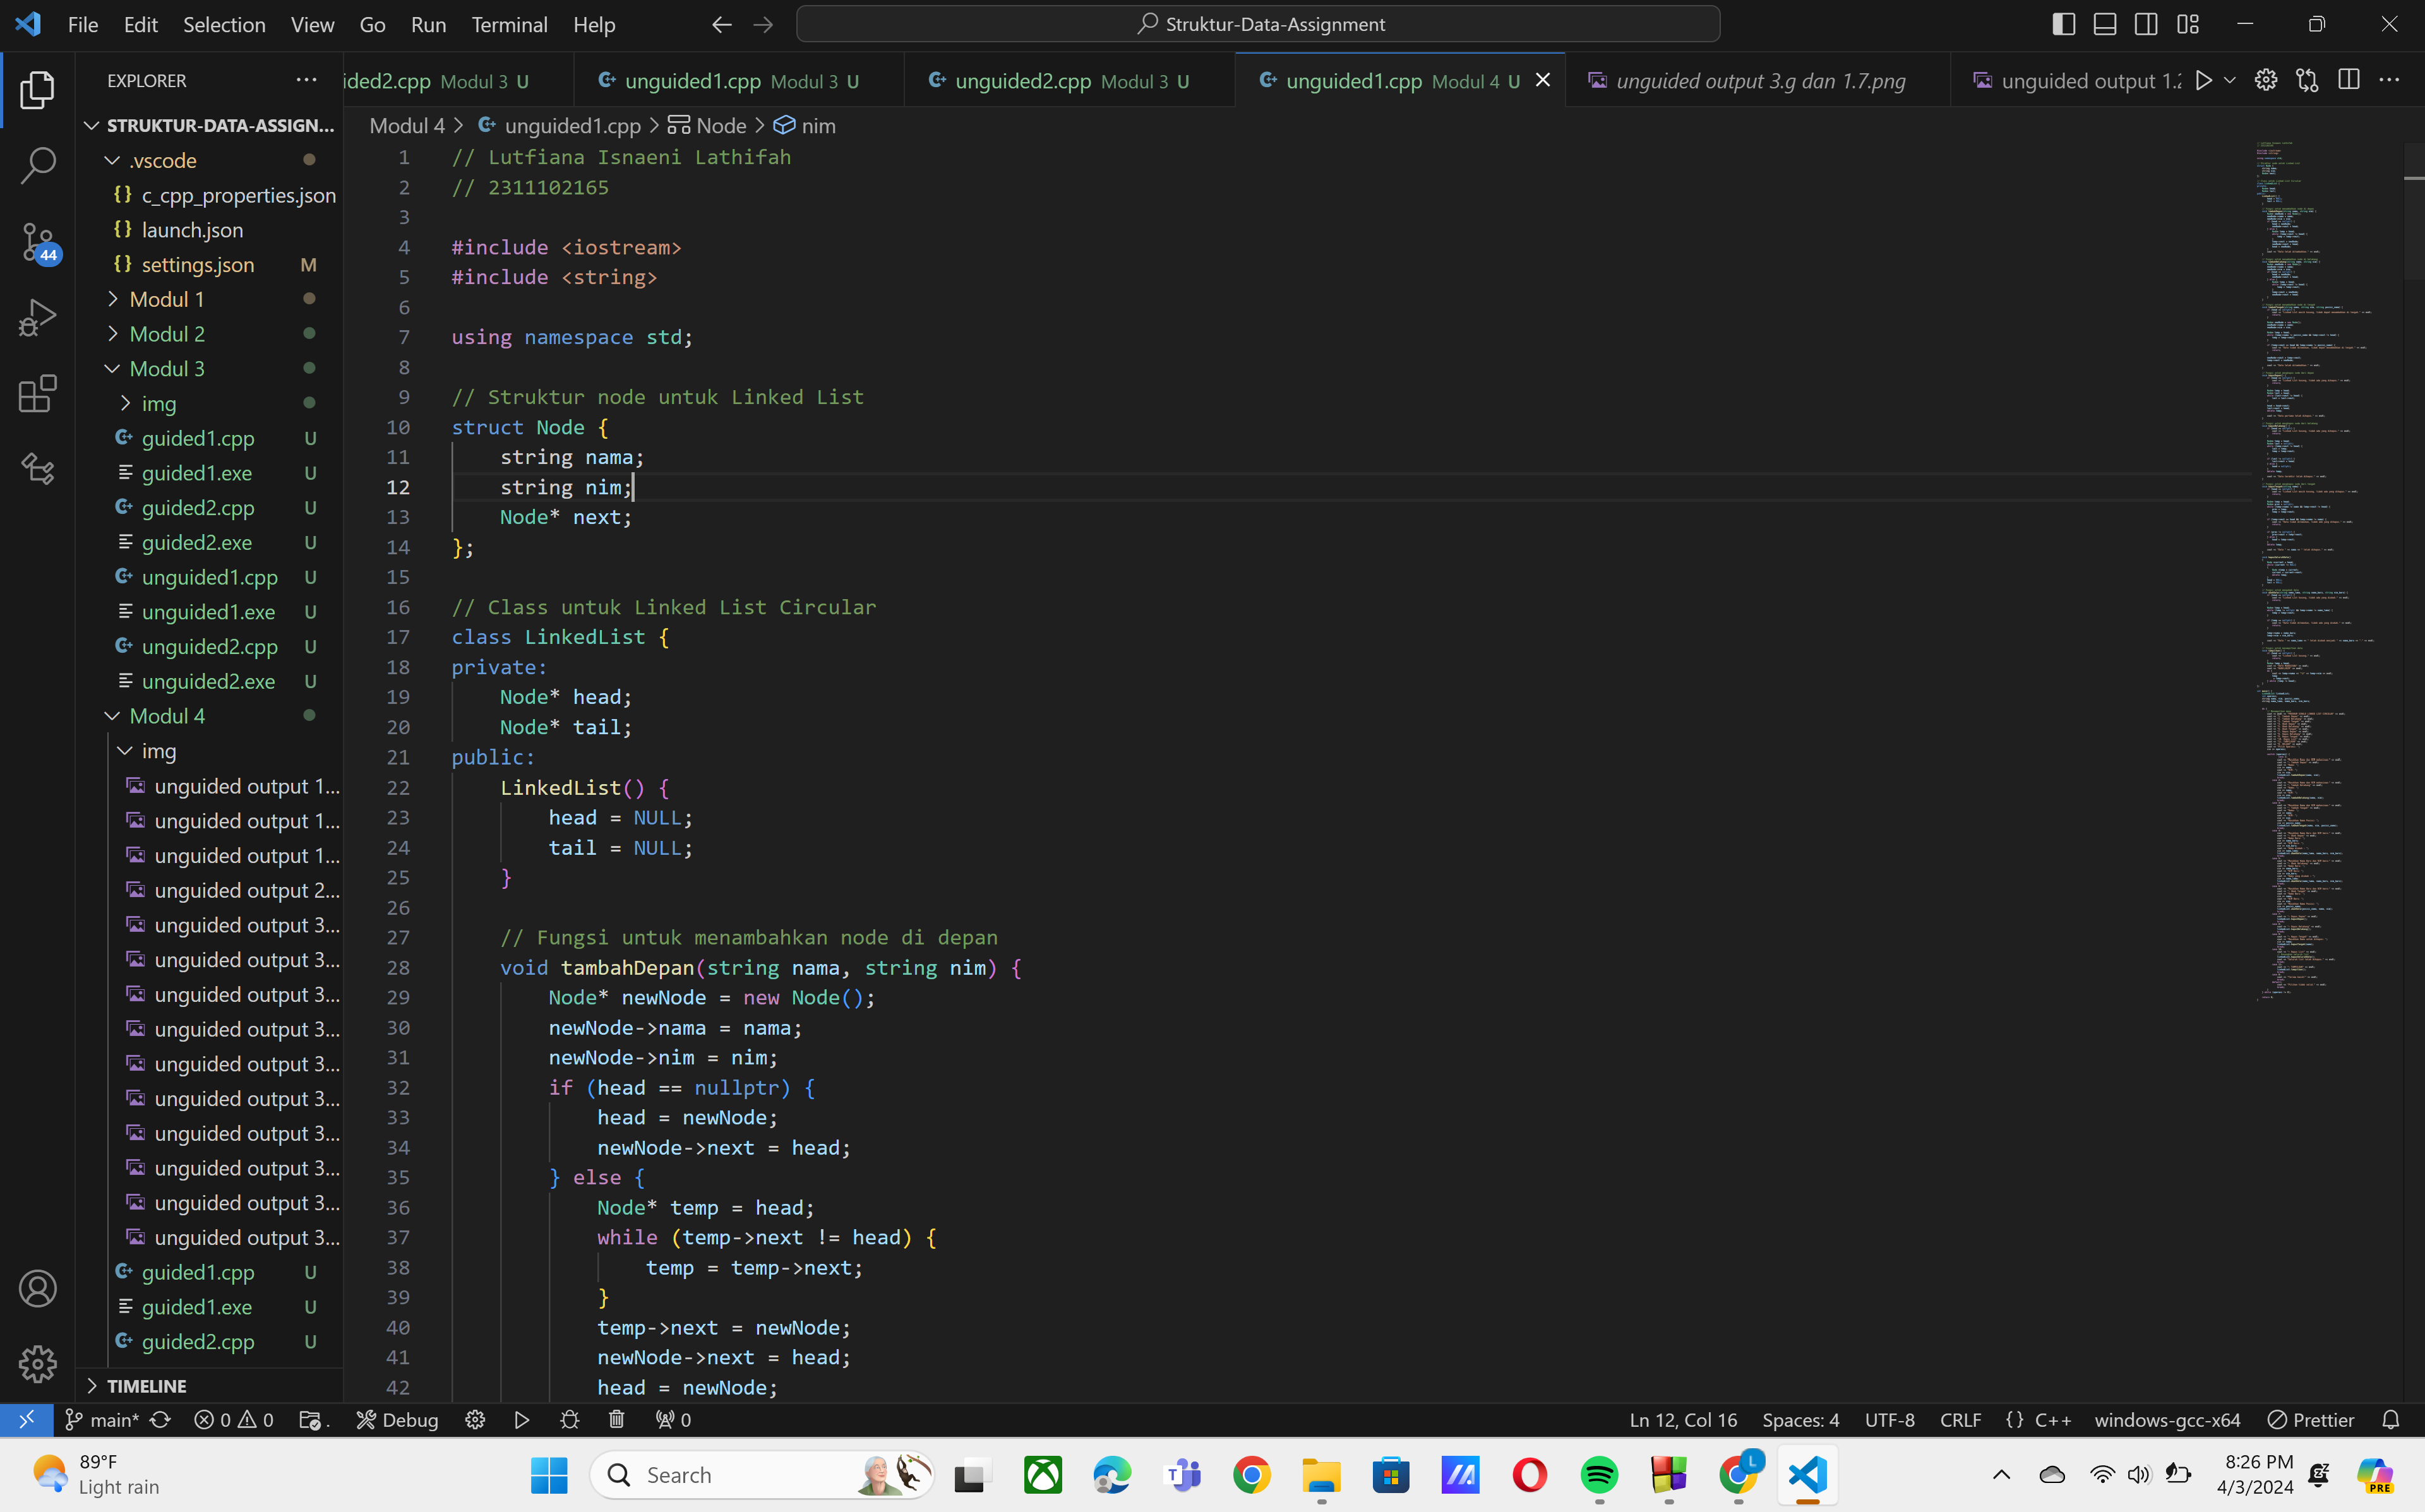 File Edit Selection View Go Run Terminal Help
Struktur-Data-Assignment
EXPLORER
ided2.cpp Modul 3 U
unguided1.cpp Modul 3 U
unguided2.cpp Modul 3 U
unguided1.cpp Modul 4 U
unguided output 3.g dan 1.7.png
unguided output 1.2
STRUKTUR-DATA-ASSIGN...
.vscode
c_cpp_properties.json
launch.json
settings.json M
Modul 1
Modul 2
Modul 3
img
guided1.cpp U
guided1.exe U
guided2.cpp U
guided2.exe U
unguided1.cpp U
unguided1.exe U
unguided2.cpp U
unguided2.exe U
Modul 4
img
unguided output 1...
unguided output 1...
unguided output 1...
unguided output 2...
unguided output 3...
unguided output 3...
unguided output 3...
unguided output 3...
unguided output 3...
unguided output 3...
unguided output 3...
unguided output 3...
unguided output 3...
unguided output 3...
guided1.cpp U
guided1.exe U
guided2.cpp U
TIMELINE
44
Modul 4 > unguided1.cpp > Node > nim
1 // Lutfiana Isnaeni Lathifah
2 // 2311102165
3
4 #include <iostream>
5 #include <string>
6
7 using namespace std;
8
9 // Struktur node untuk Linked List
10 struct Node {
11 string nama;
12 string nim;
13 Node* next;
14 };
15
16 // Class untuk Linked List Circular
17 class LinkedList {
18 private:
19 Node* head;
20 Node* tail;
21 public:
22 LinkedList() {
23 head = NULL;
24 tail = NULL;
25 }
26
27 // Fungsi untuk menambahkan node di depan
28 void tambahDepan(string nama, string nim) {
29 Node* newNode = new Node();
30 newNode->nama = nama;
31 newNode->nim = nim;
32 if (head == nullptr) {
33 head = newNode;
34 newNode->next = head;
35 } else {
36 Node* temp = head;
37 while (temp->next != head) {
38 temp = temp->next;
39 }
40 temp->next = newNode;
41 newNode->next = head;
42 head = newNode;
main* 0 0 . Debug 0
Ln 12, Col 16 Spaces: 4 UTF-8 CRLF {} C++ windows-gcc-x64 Prettier
89°F
Light rain
Search
L
8:26 PM
4/3/2024
PRE